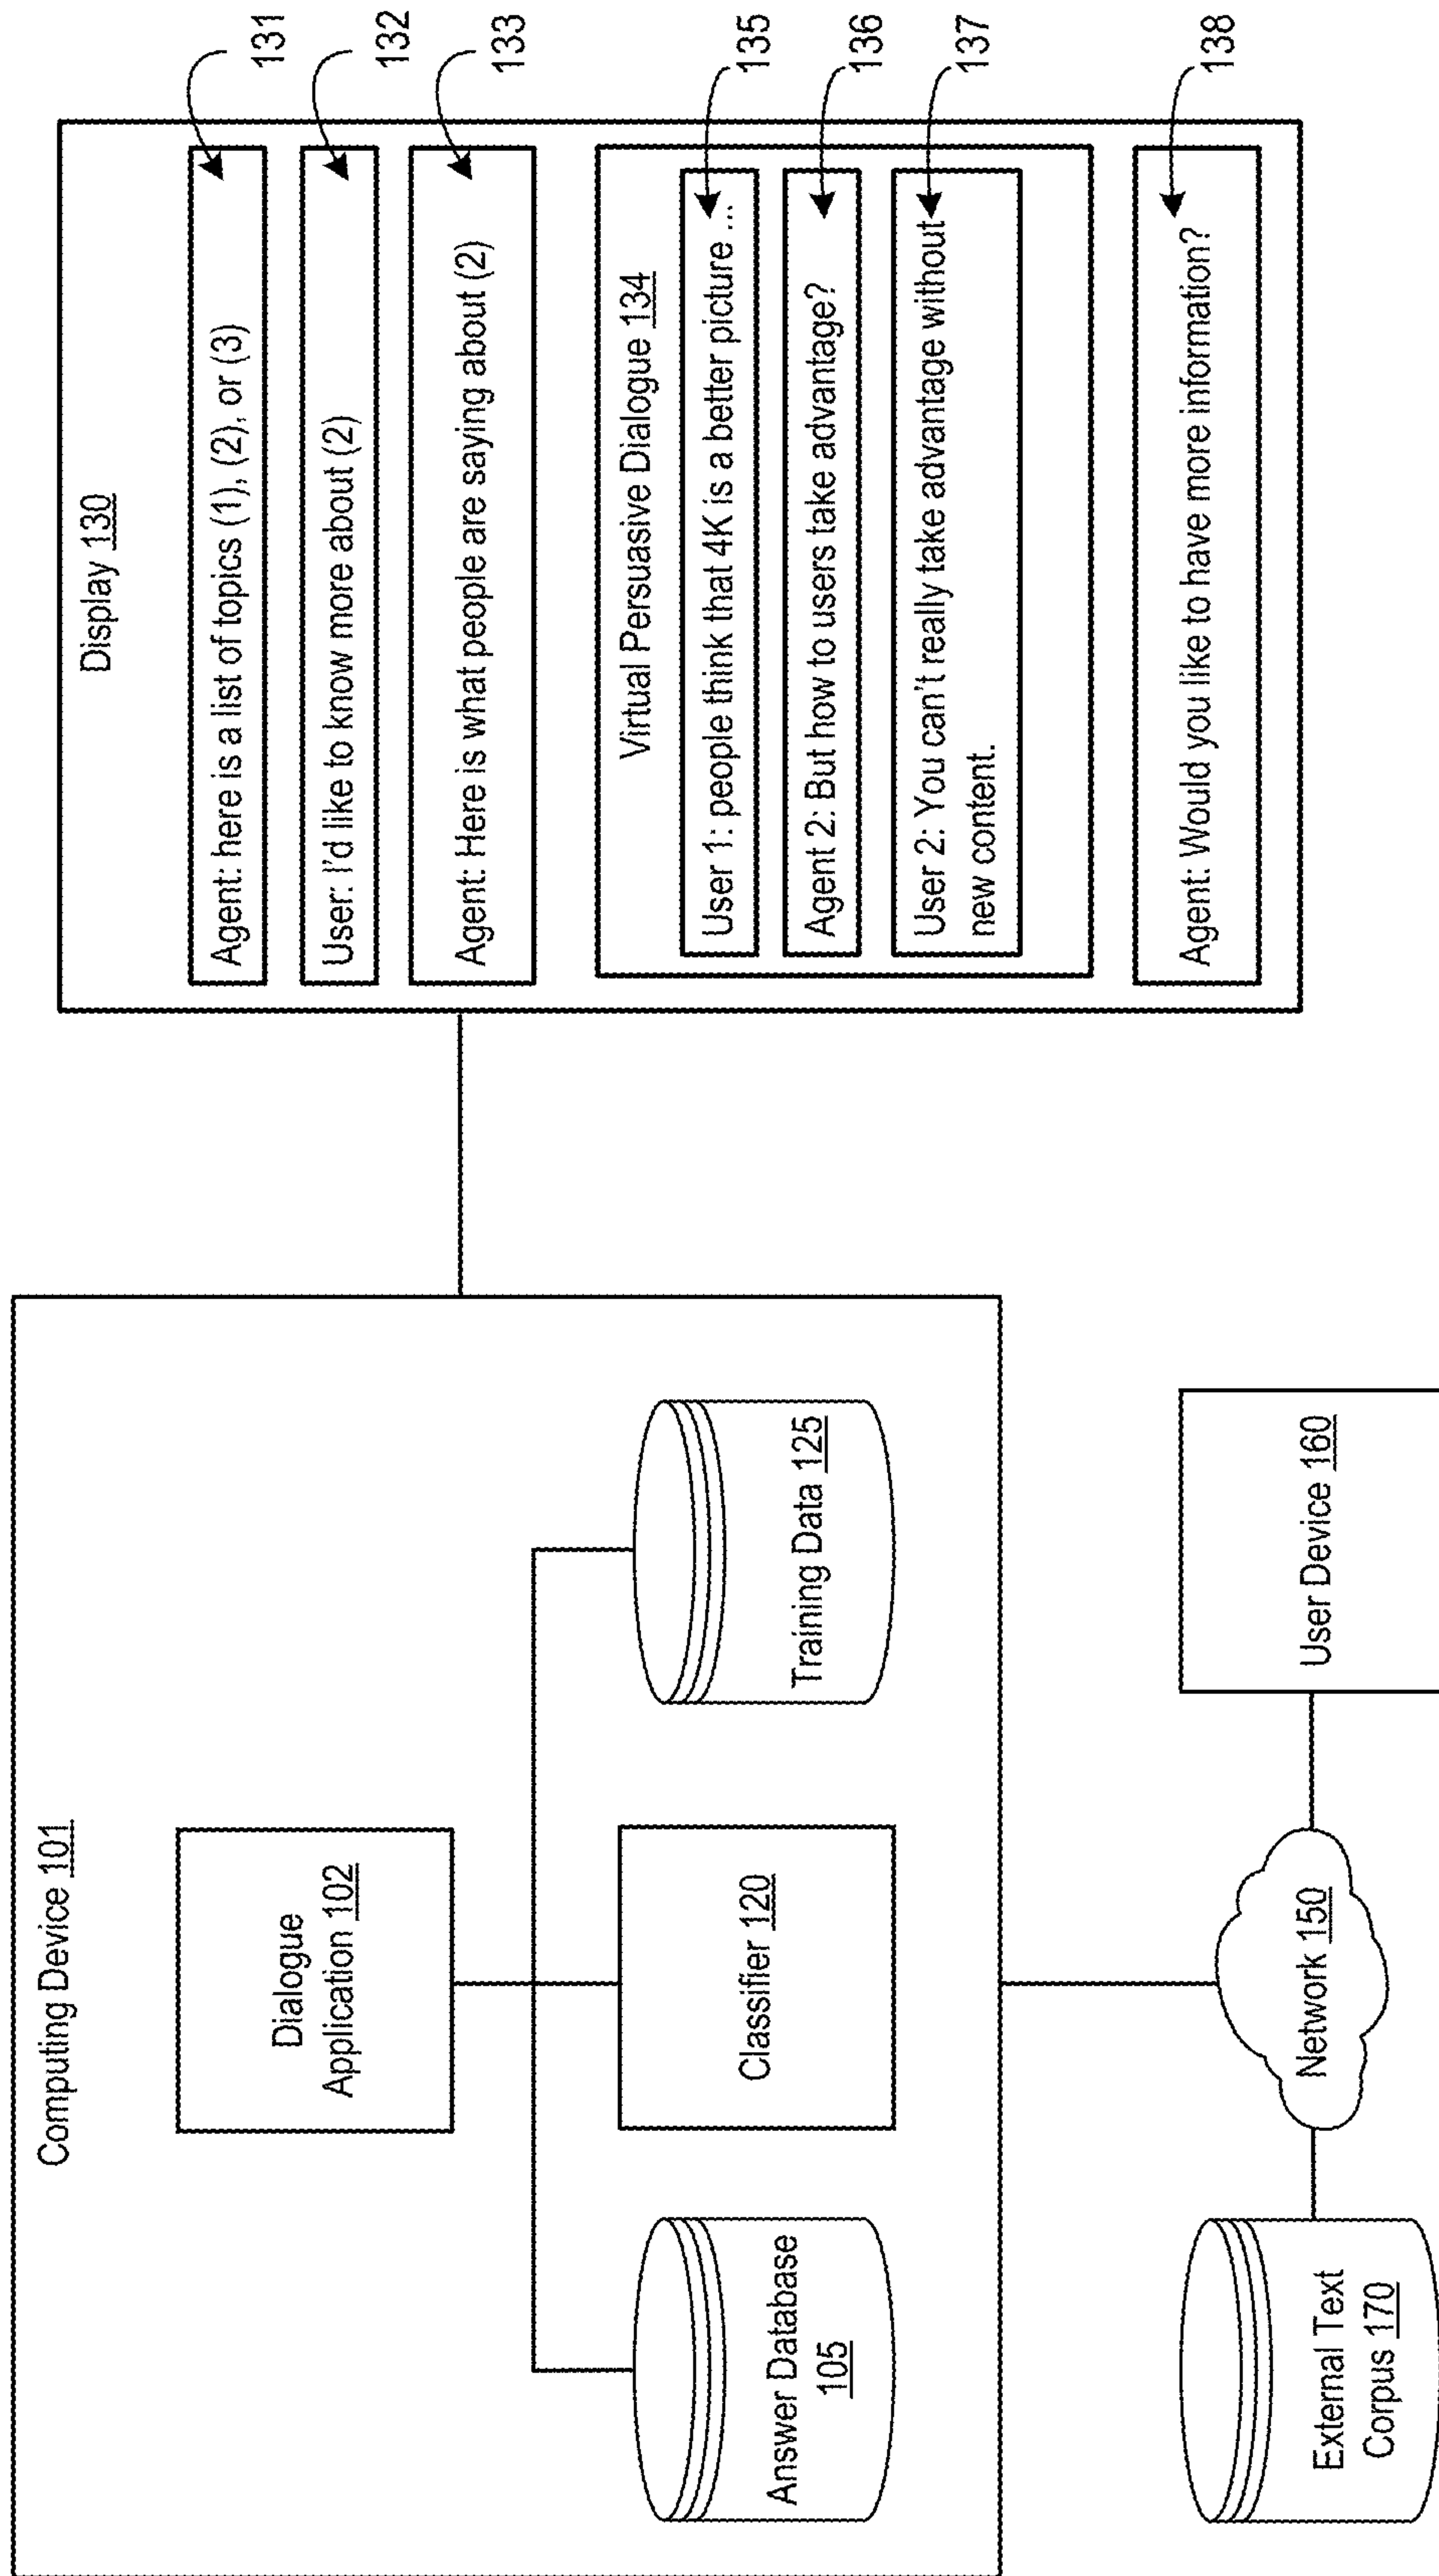 Computing Device 101
Dialogue
Application 102
Answer Database
105
Classifier 120
Training Data 125
External Text
Corpus 170
Network 150
User Device 160
Display 130
Agent: here is a list of topics (1), (2), or (3)
131
User: I'd like to know more about (2)
132
Agent: Here is what people are saying about (2)
133
Virtual Persuasive Dialogue 134
User 1: people think that 4K is a better picture ...
135
Agent 2: But how to users take advantage?
136
User 2: You can't really take advantage without
new content.
137
Agent: Would you like to have more information?
138